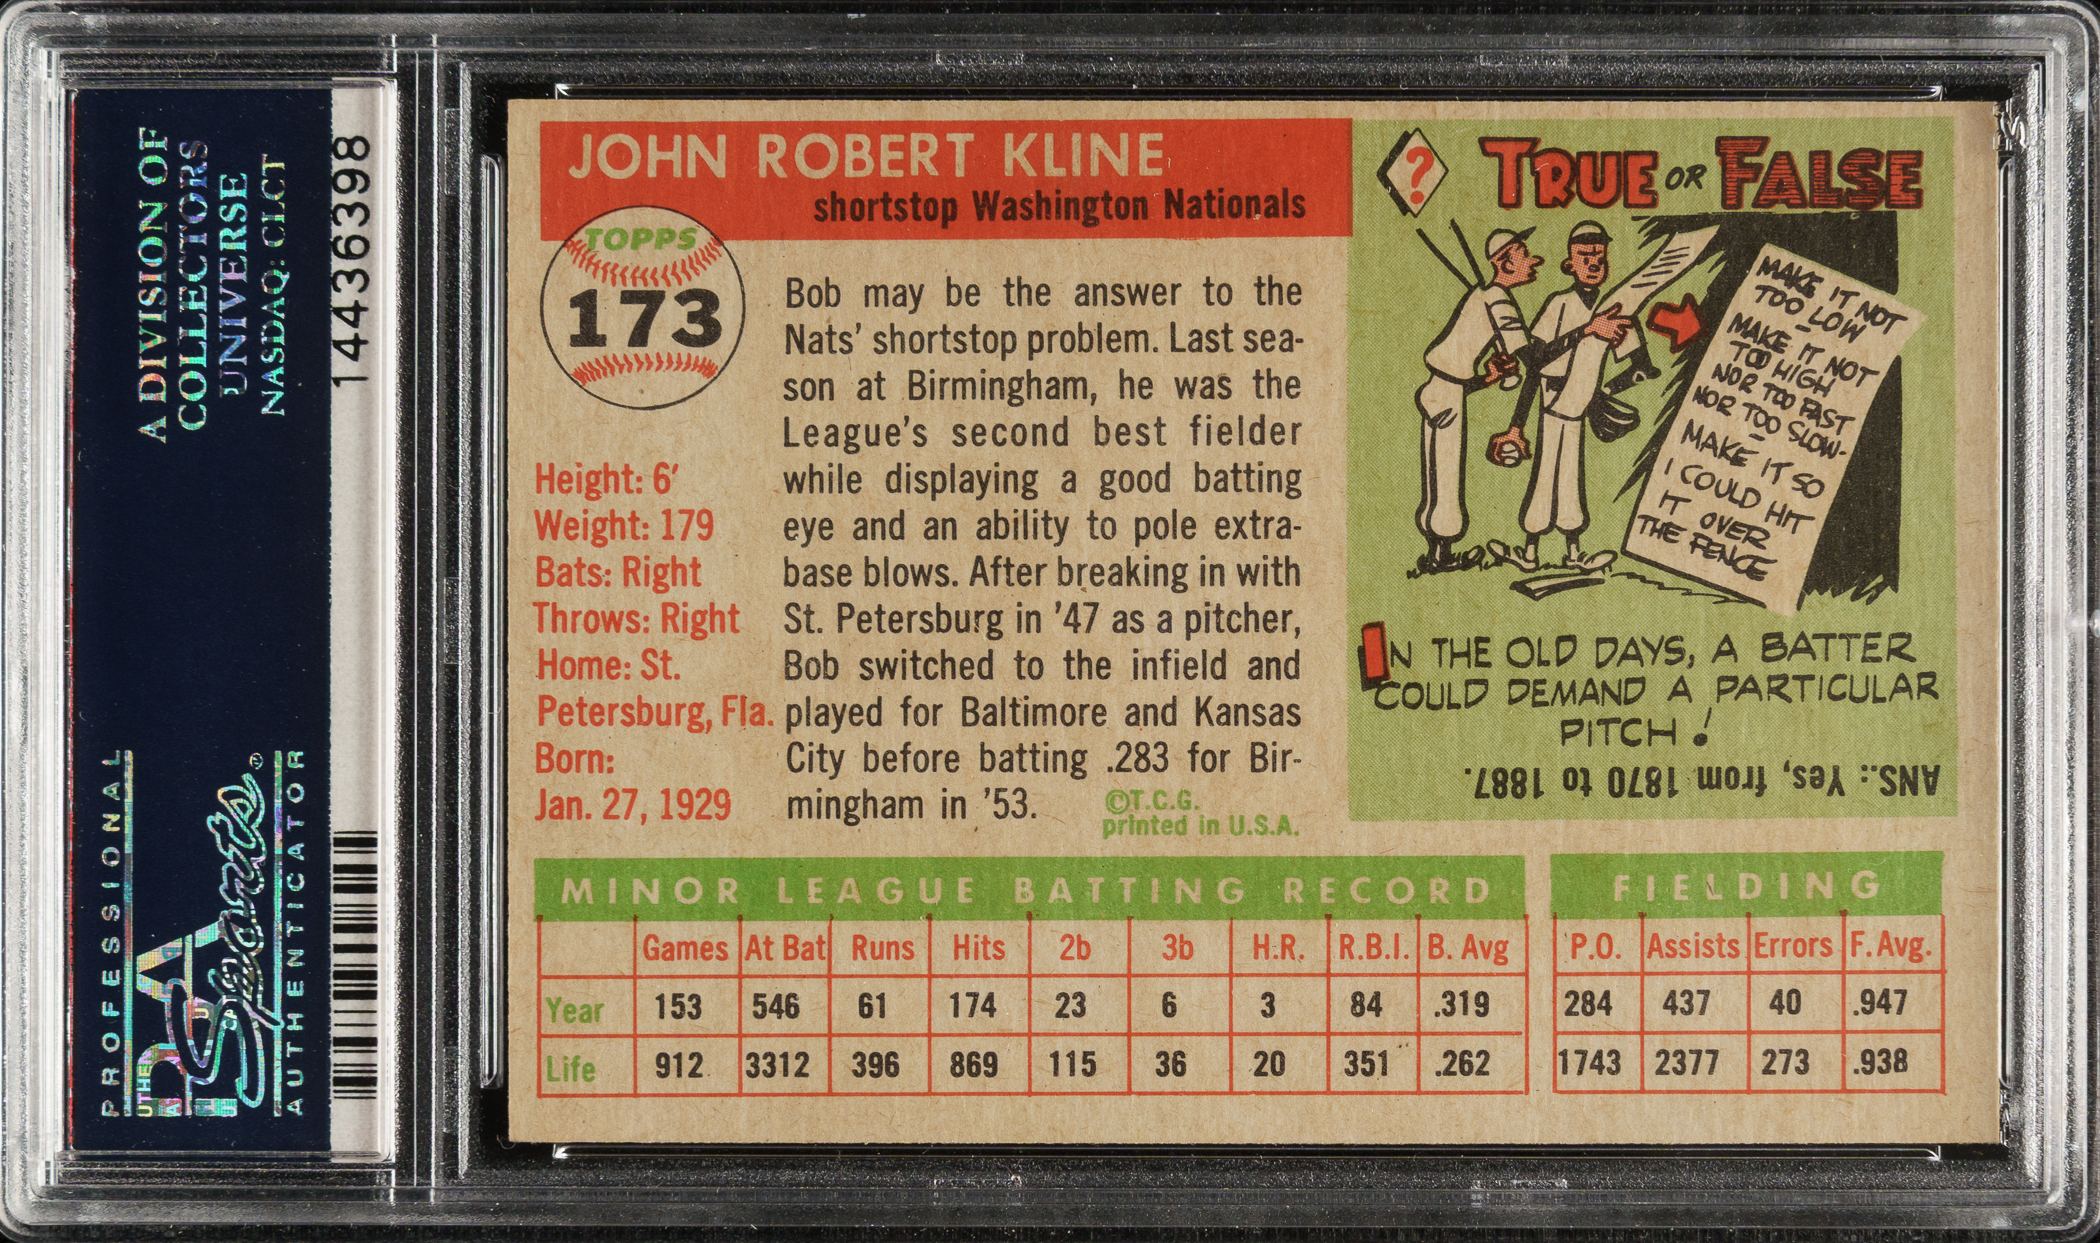 A DIVISION OF
COLLECTORS
UNIVERSE
NASDAQ: CLCT
14436398
PROFESSIONAL
PSA
Sports®
AUTHENTICATOR
JOHN ROBERT KLINE
shortstop Washington Nationals
TOPPS
173
Height: 6'
Weight: 179
Bats: Right
Throws: Right
Home: St.
Petersburg, Fla.
Born:
Jan. 27, 1929
Bob may be the answer to the
Nats' shortstop problem. Last sea-
son at Birmingham, he was the
League's second best fielder
while displaying a good batting
eye and an ability to pole extra-
base blows. After breaking in with
St. Petersburg in '47 as a pitcher,
Bob switched to the infield and
played for Baltimore and Kansas
City before batting .283 for Bir-
mingham in '53.
©T.C.G.
printed in U.S.A.
?
TRUE OR FALSE
MAKE IT NOT
TOO LOW
MAKE IT NOT
TOO HIGH
NOR TOO FAST
NOR TOO SLOW-
MAKE IT SO
I COULD HIT
IT OVER
THE FENCE
IN THE OLD DAYS, A BATTER
COULD DEMAND A PARTICULAR
PITCH!
ANS.: Yes, from 1870 to 1887.
MINOR LEAGUE BATTING RECORD
Games At Bat Runs Hits 2b 3b H.R. R.B.I. B. Avg
Year 153 546 61 174 23 6 3 84 .319
Life 912 3312 396 869 115 36 20 351 .262
FIELDING
P.O. Assists Errors F. Avg.
284 437 40 .947
1743 2377 273 .938